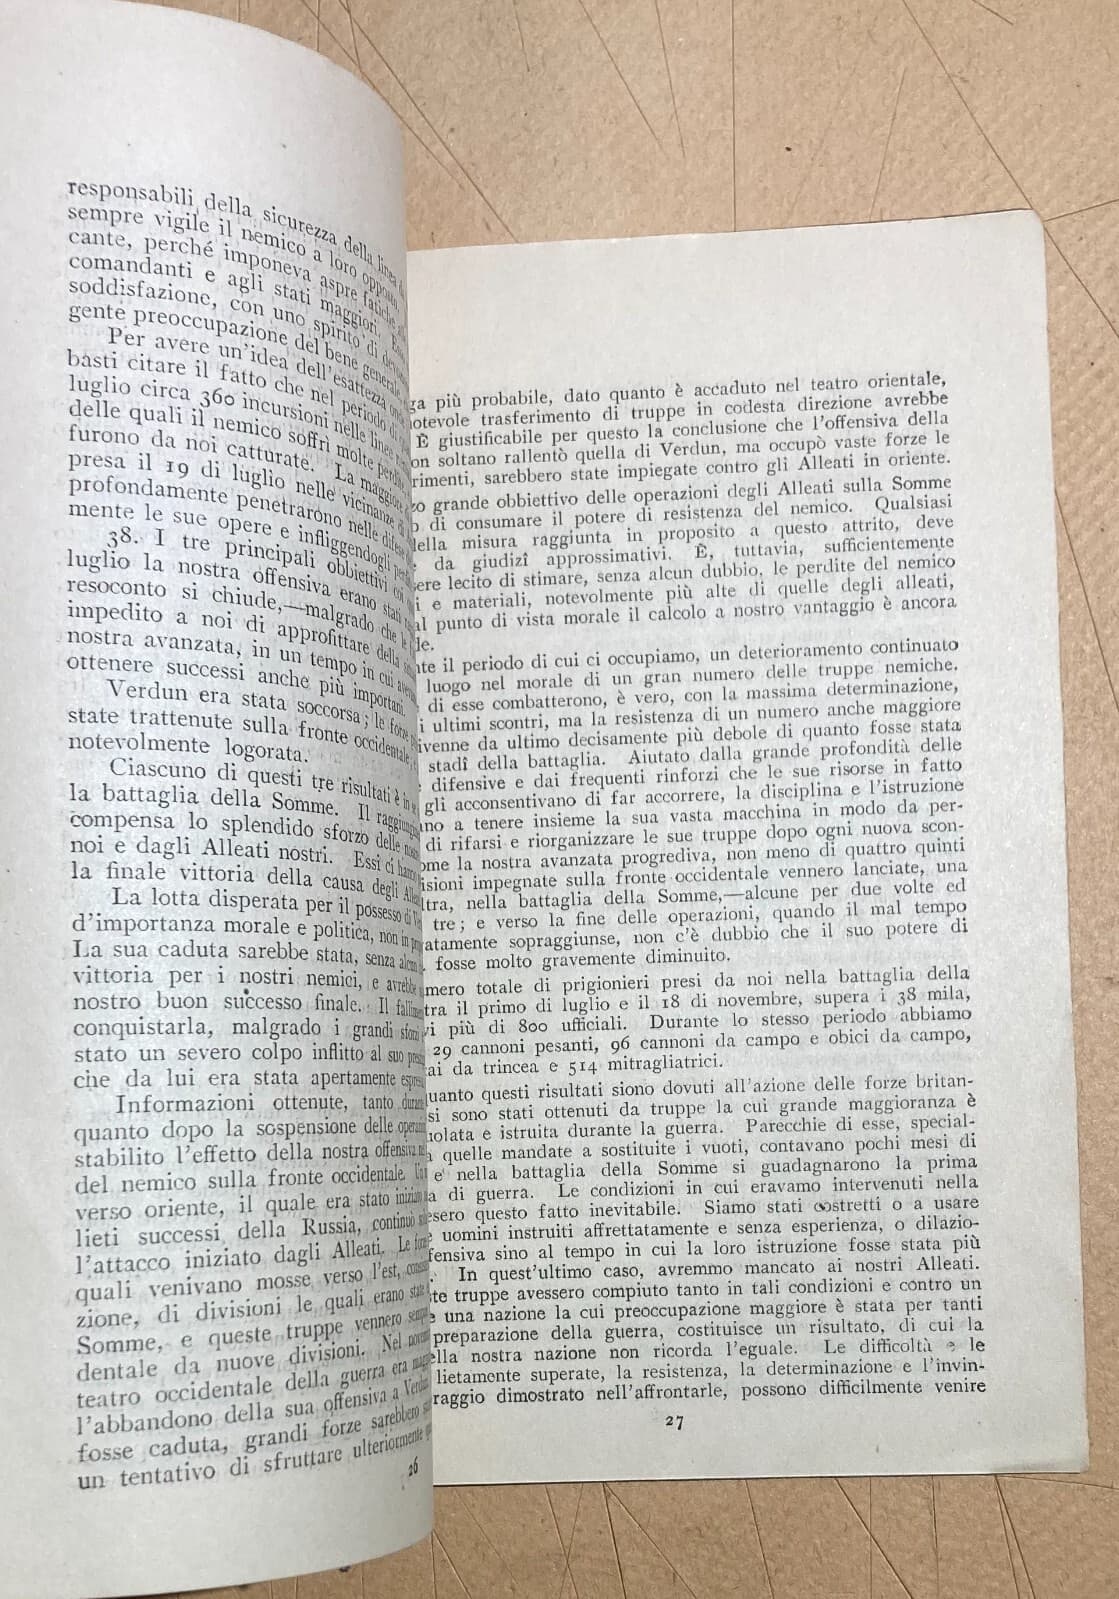 responsabili della sicurezza della linea
sempre vigile il nemico a loro opposto,
cante, perché imponeva aspre fatiche
comandanti e agli stati maggiori.
soddisfazione, con uno spirito di
gente preoccupazione del bene generale
Per avere un'idea dell'esattezza
basti citare il fatto che nel periodo
luglio circa 360 incursioni nelle linee
delle quali il nemico soffrì molte perdite
furono da noi catturate. La maggiore
presa il 19 di luglio nelle vicinanze di
profondamente penetrarono nelle difese
mente le sue opere e infliggendogli
38. I tre principali obbiettivi
luglio la nostra offensiva erano stati
resoconto si chiude,—malgrado che le
impedito a noi di approfittare della
nostra avanzata, in un tempo in cui
ottenere successi anche più importanti.
Verdun era stata soccorsa; le forze
state trattenute sulla fronte occidentale;
notevolmente logorata.
Ciascuno di questi tre risultati è in
la battaglia della Somme. Il
compensa lo splendido sforzo delle
noi e dagli Alleati nostri. Essi ci hanno
la finale vittoria della causa degli
La lotta disperata per il possesso di
d'importanza morale e politica, non in
La sua caduta sarebbe stata, senza
vittoria per i nostri nemici, e avrebbe
nostro buon successo finale. Il
conquistarla, malgrado i grandi sforzi
stato un severo colpo inflitto al suo
che da lui era stata apertamente
Informazioni ottenute, tanto
quanto dopo la sospensione delle
stabilito l'effetto della nostra offensiva
del nemico sulla fronte occidentale.
verso oriente, il quale era stato
lieti successi della Russia, continuò
l'attacco iniziato dagli Alleati. Le
quali venivano mosse verso l'est,
zione, di divisioni le quali erano state
Somme, e queste truppe vennero
dentale da nuove divisioni. Nel
teatro occidentale della guerra era
l'abbandono della sua offensiva a Verdun
fosse caduta, grandi forze sarebbero
un tentativo di sfruttare ulteriormente
26
più probabile, dato quanto è accaduto nel teatro orientale,
trasferimento di truppe in codesta direzione avrebbe
È giustificabile per questo la conclusione che l'offensiva della
soltano rallentò quella di Verdun, ma occupò vaste forze le
sarebbero state impiegate contro gli Alleati in oriente.
grande obbiettivo delle operazioni degli Alleati sulla Somme
di consumare il potere di resistenza del nemico. Qualsiasi
misura raggiunta in proposito a questo attrito, deve
da giudizî approssimativi. È, tuttavia, sufficientemente
lecito di stimare, senza alcun dubbio, le perdite del nemico
e materiali, notevolmente più alte di quelle degli alleati,
punto di vista morale il calcolo a nostro vantaggio è ancora
il periodo di cui ci occupiamo, un deterioramento continuato
luogo nel morale di un gran numero delle truppe nemiche.
di esse combatterono, è vero, con la massima determinazione,
ultimi scontri, ma la resistenza di un numero anche maggiore
da ultimo decisamente più debole di quanto fosse stata
stadî della battaglia. Aiutato dalla grande profondità delle
difensive e dai frequenti rinforzi che le sue risorse in fatto
gli acconsentivano di far accorrere, la disciplina e l'istruzione
a tenere insieme la sua vasta macchina in modo da per-
di rifarsi e riorganizzare le sue truppe dopo ogni nuova scon-
la nostra avanzata progrediva, non meno di quattro quinti
impegnate sulla fronte occidentale vennero lanciate, una
nella battaglia della Somme,—alcune per due volte ed
tre; e verso la fine delle operazioni, quando il mal tempo
sopraggiunse, non c'è dubbio che il suo potere di
fosse molto gravemente diminuito.
totale di prigionieri presi da noi nella battaglia della
tra il primo di luglio e il 18 di novembre, supera i 38 mila,
più di 800 ufficiali. Durante lo stesso periodo abbiamo
29 cannoni pesanti, 96 cannoni da campo e obici da campo,
da trincea e 514 mitragliatrici.
questi risultati siono dovuti all'azione delle forze britan-
si sono stati ottenuti da truppe la cui grande maggioranza è
e istruita durante la guerra. Parecchie di esse, special-
quelle mandate a sostituite i vuoti, contavano pochi mesi di
e' nella battaglia della Somme si guadagnarono la prima
di guerra. Le condizioni in cui eravamo intervenuti nella
questo fatto inevitabile. Siamo stati costretti o a usare
uomini instruiti affrettatamente e senza esperienza, o dilazio-
sino al tempo in cui la loro istruzione fosse stata più
In quest'ultimo caso, avremmo mancato ai nostri Alleati.
truppe avessero compiuto tanto in tali condizioni e contro un
una nazione la cui preoccupazione maggiore è stata per tanti
preparazione della guerra, costituisce un risultato, di cui la
nostra nazione non ricorda l'eguale. Le difficoltà e le
lietamente superate, la resistenza, la determinazione e l'invin-
dimostrato nell'affrontarle, possono difficilmente venire
27